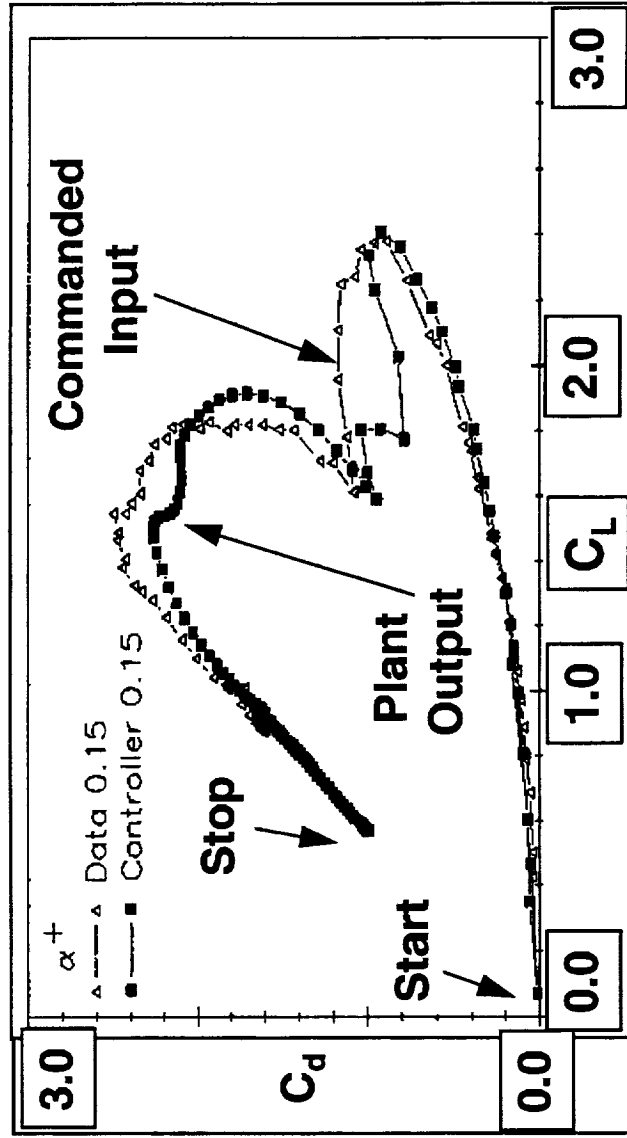 3.0
C_d
0.0
α+
Data 0.15
Controller 0.15
Commanded
Input
Plant
Output
Stop
Start
0.0
1.0
C_L
2.0
3.0